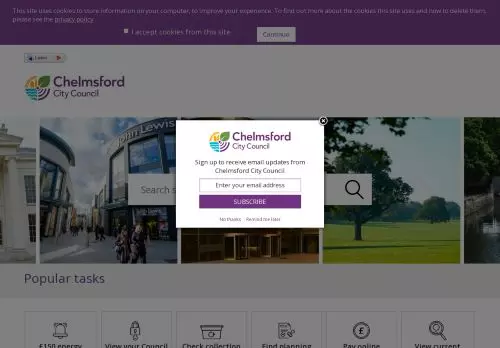 This site uses cookies to store information on your computer, to improve your experience. To find out more about the cookies this site uses and how to delete them,
please see the privacy policy.
I accept cookies from this site.
Continue
Listen
Chelmsford
City Council
John Lewis
Search
Chelmsford
City Council
Sign up to receive email updates from
Chelmsford City Council
Enter your email address
SUBSCRIBE
No thanks Remind me later
Popular tasks
£150 energy
View your Council
Check collection
Find planning
Pay online
View current